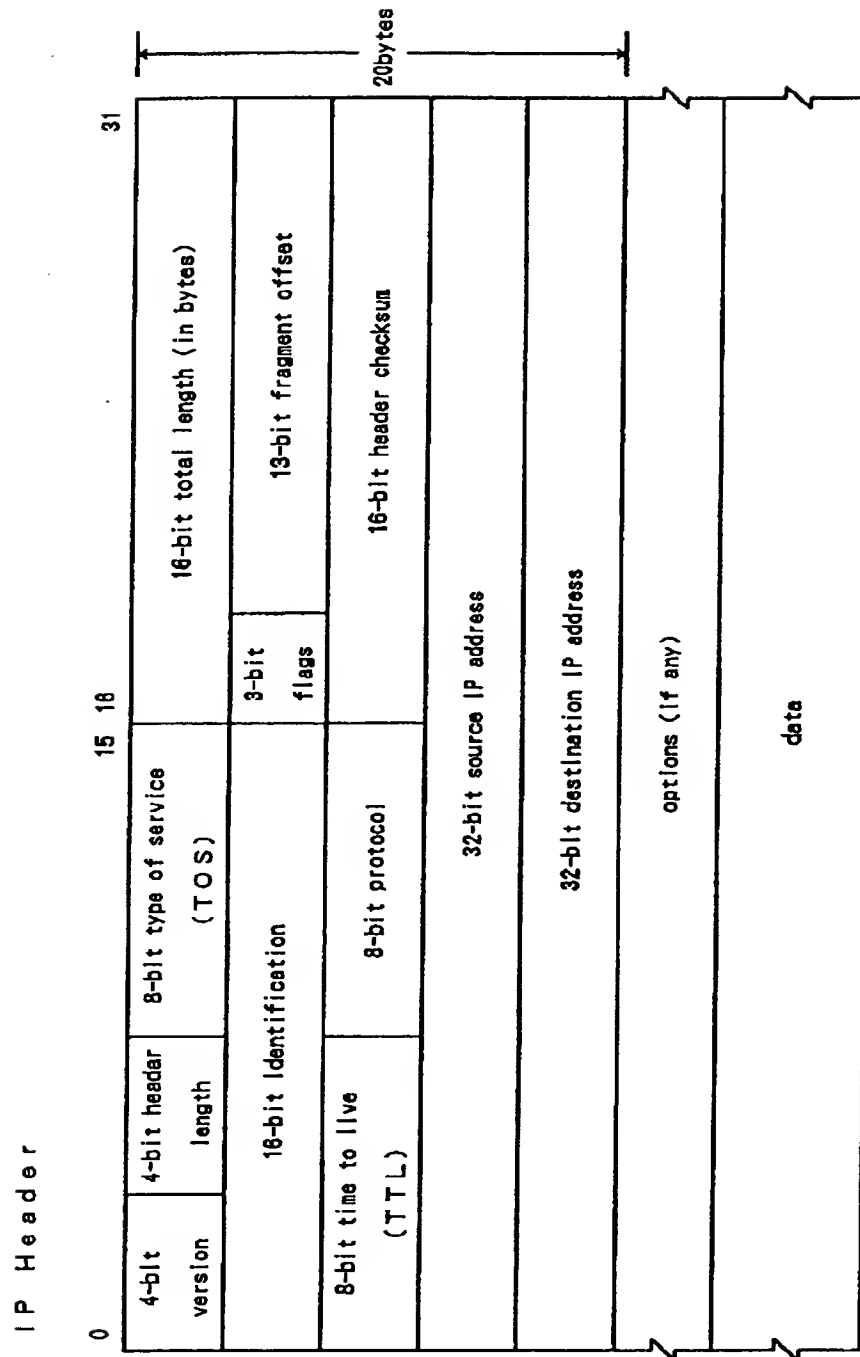 IP Header
0
15 16
31
4-bit
version
4-bit header
length
8-bit type of service
(TOS)
16-bit total length (in bytes)
16-bit Identification
3-bit
flags
13-bit fragment offset
8-bit time to live
(TTL)
8-bit protocol
16-bit header checksum
32-bit source IP address
32-bit destination IP address
options (if any)
data
20bytes